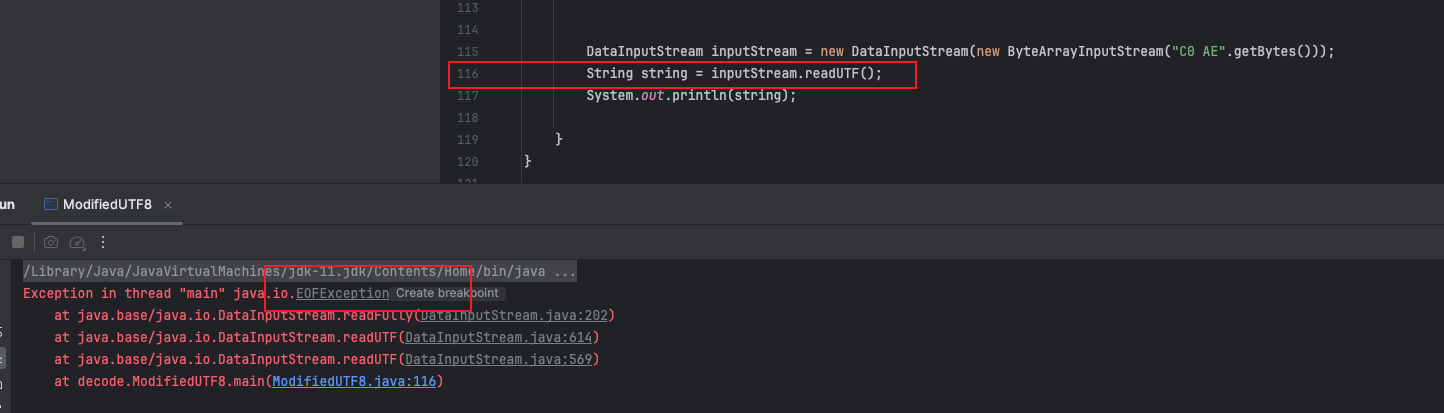 113
114
115 DataInputStream inputStream = new DataInputStream(new ByteArrayInputStream("C0 AE".getBytes()));
116 String string = inputStream.readUTF();
117 System.out.println(string);
118
119 }
120 }
un ModifiedUTF8 ×
/Library/Java/JavaVirtualMachines/jdk-11.jdk/Contents/Home/bin/java ...
Exception in thread "main" java.io.EOFException Create breakpoint
at java.base/java.io.DataInputStream.readFully(DataInputStream.java:202)
at java.base/java.io.DataInputStream.readUTF(DataInputStream.java:614)
at java.base/java.io.DataInputStream.readUTF(DataInputStream.java:569)
at decode.ModifiedUTF8.main(ModifiedUTF8.java:116)